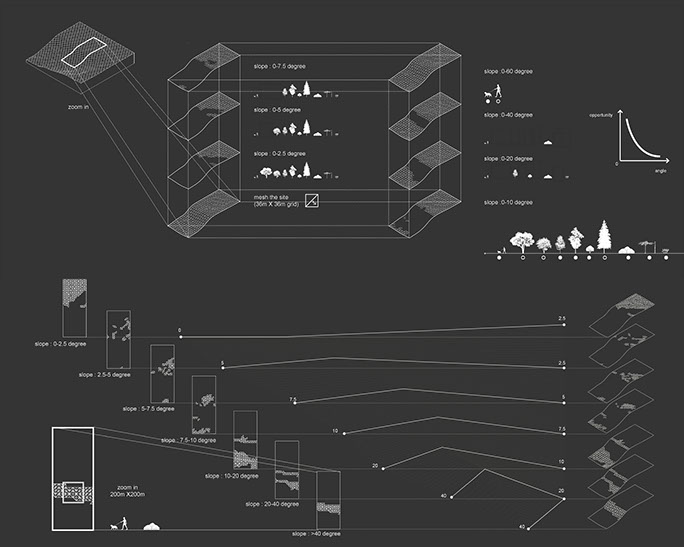 zoom in
slope : 0-7.5 degree
slope : 0-5 degree
slope : 0-2.5 degree
mesh the site
(36m X 36m grid)
slope :0-60 degree
slope :0-40 degree
slope :0-20 degree
slope :0-10 degree
opportunity
0
angle
slope : 0-2.5 degree
slope : 2.5-5 degree
slope : 5-7.5 degree
slope : 7.5-10 degree
slope : 10-20 degree
slope : 20-40 degree
slope : >40 degree
zoom in
200m X200m
0
2.5
5
2.5
7.5
5
10
7.5
20
10
40
20
40